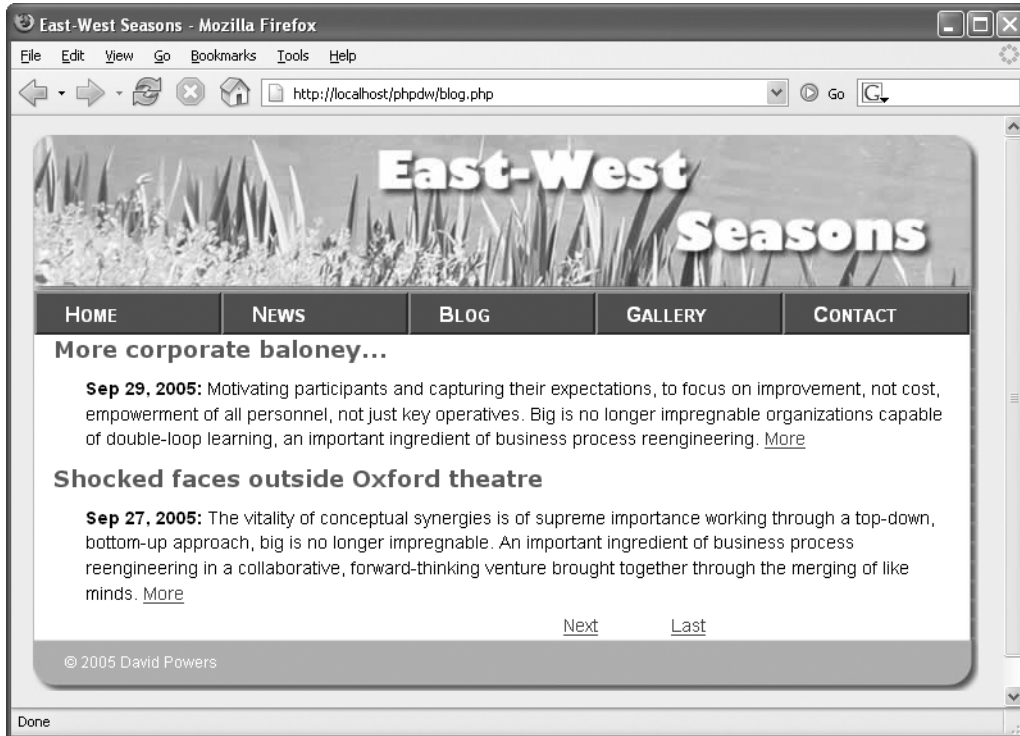 East-West Seasons - Mozilla Firefox
File Edit View Go Bookmarks Tools Help
http://localhost/phpdw/blog.php Go G
East-West
Seasons
HOME NEWS BLOG GALLERY CONTACT
More corporate baloney...
Sep 29, 2005: Motivating participants and capturing their expectations, to focus on improvement, not cost,
empowerment of all personnel, not just key operatives. Big is no longer impregnable organizations capable
of double-loop learning, an important ingredient of business process reengineering. More
Shocked faces outside Oxford theatre
Sep 27, 2005: The vitality of conceptual synergies is of supreme importance working through a top-down,
bottom-up approach, big is no longer impregnable. An important ingredient of business process
reengineering in a collaborative, forward-thinking venture brought together through the merging of like
minds. More
Next Last
© 2005 David Powers
Done